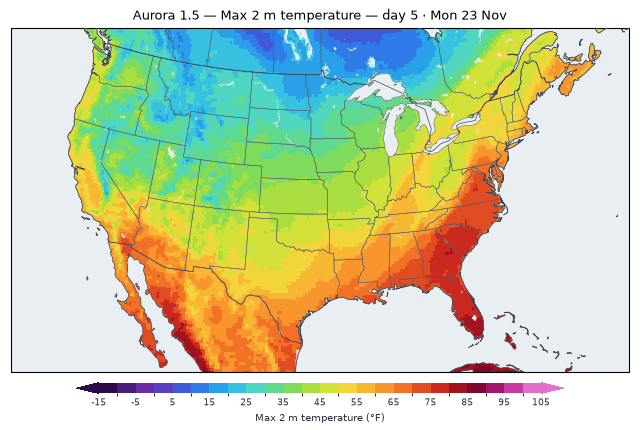 Aurora 1.5 — Max 2 m temperature — day 5 · Mon 23 Nov
-15 -5 5 15 25 35 45 55 65 75 85 95 105
Max 2 m temperature (°F)